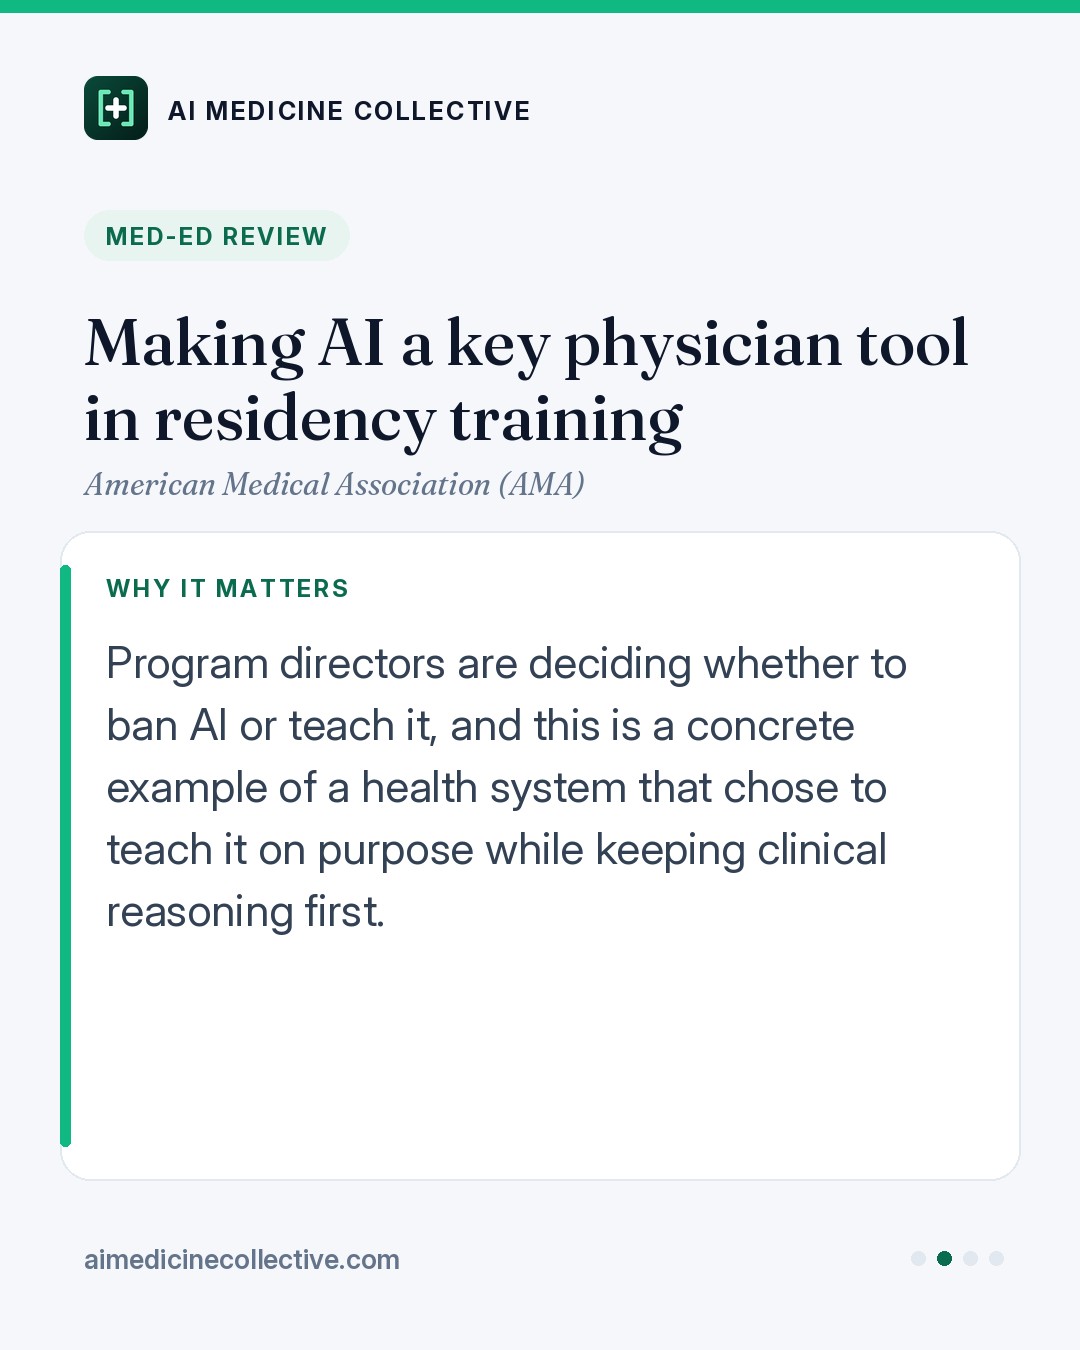 AI MEDICINE COLLECTIVE
MED-ED REVIEW
Making AI a key physician tool
in residency training
American Medical Association (AMA)
WHY IT MATTERS
Program directors are deciding whether to
ban AI or teach it, and this is a concrete
example of a health system that chose to
teach it on purpose while keeping clinical
reasoning first.
aimedicinecollective.com